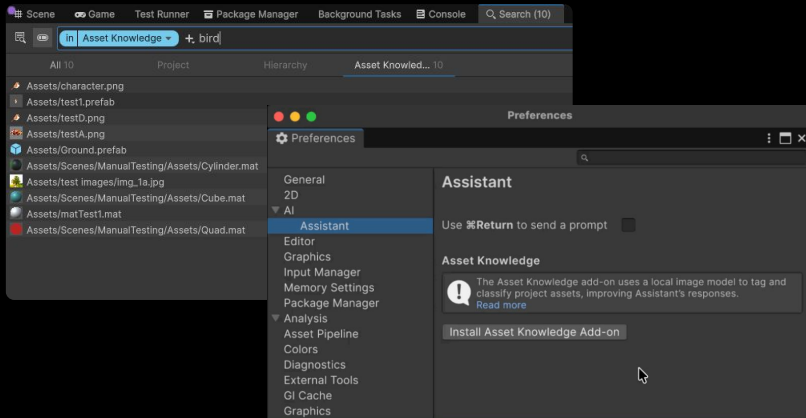 Scene Game Test Runner Package Manager Background Tasks Console Search (10)
in Asset Knowledge bird
All 10 Project Hierarchy Asset Knowled... 10
Assets/character.png
Assets/test1.prefab
Assets/testD.png
Assets/testA.png
Assets/Ground.prefab
Assets/Scenes/ManualTesting/Assets/Cylinder.mat
Assets/test images/img_1a.jpg
Assets/Scenes/ManualTesting/Assets/Cube.mat
Assets/matTest1.mat
Assets/Scenes/ManualTesting/Assets/Quad.mat
Preferences
Preferences
General
2D
AI
Assistant
Editor
Graphics
Input Manager
Memory Settings
Package Manager
Analysis
Asset Pipeline
Colors
Diagnostics
External Tools
GI Cache
Graphics
Assistant
Use ⌘Return to send a prompt
Asset Knowledge
The Asset Knowledge add-on uses a local image model to tag and
classify project assets, improving Assistant's responses.
Read more
Install Asset Knowledge Add-on